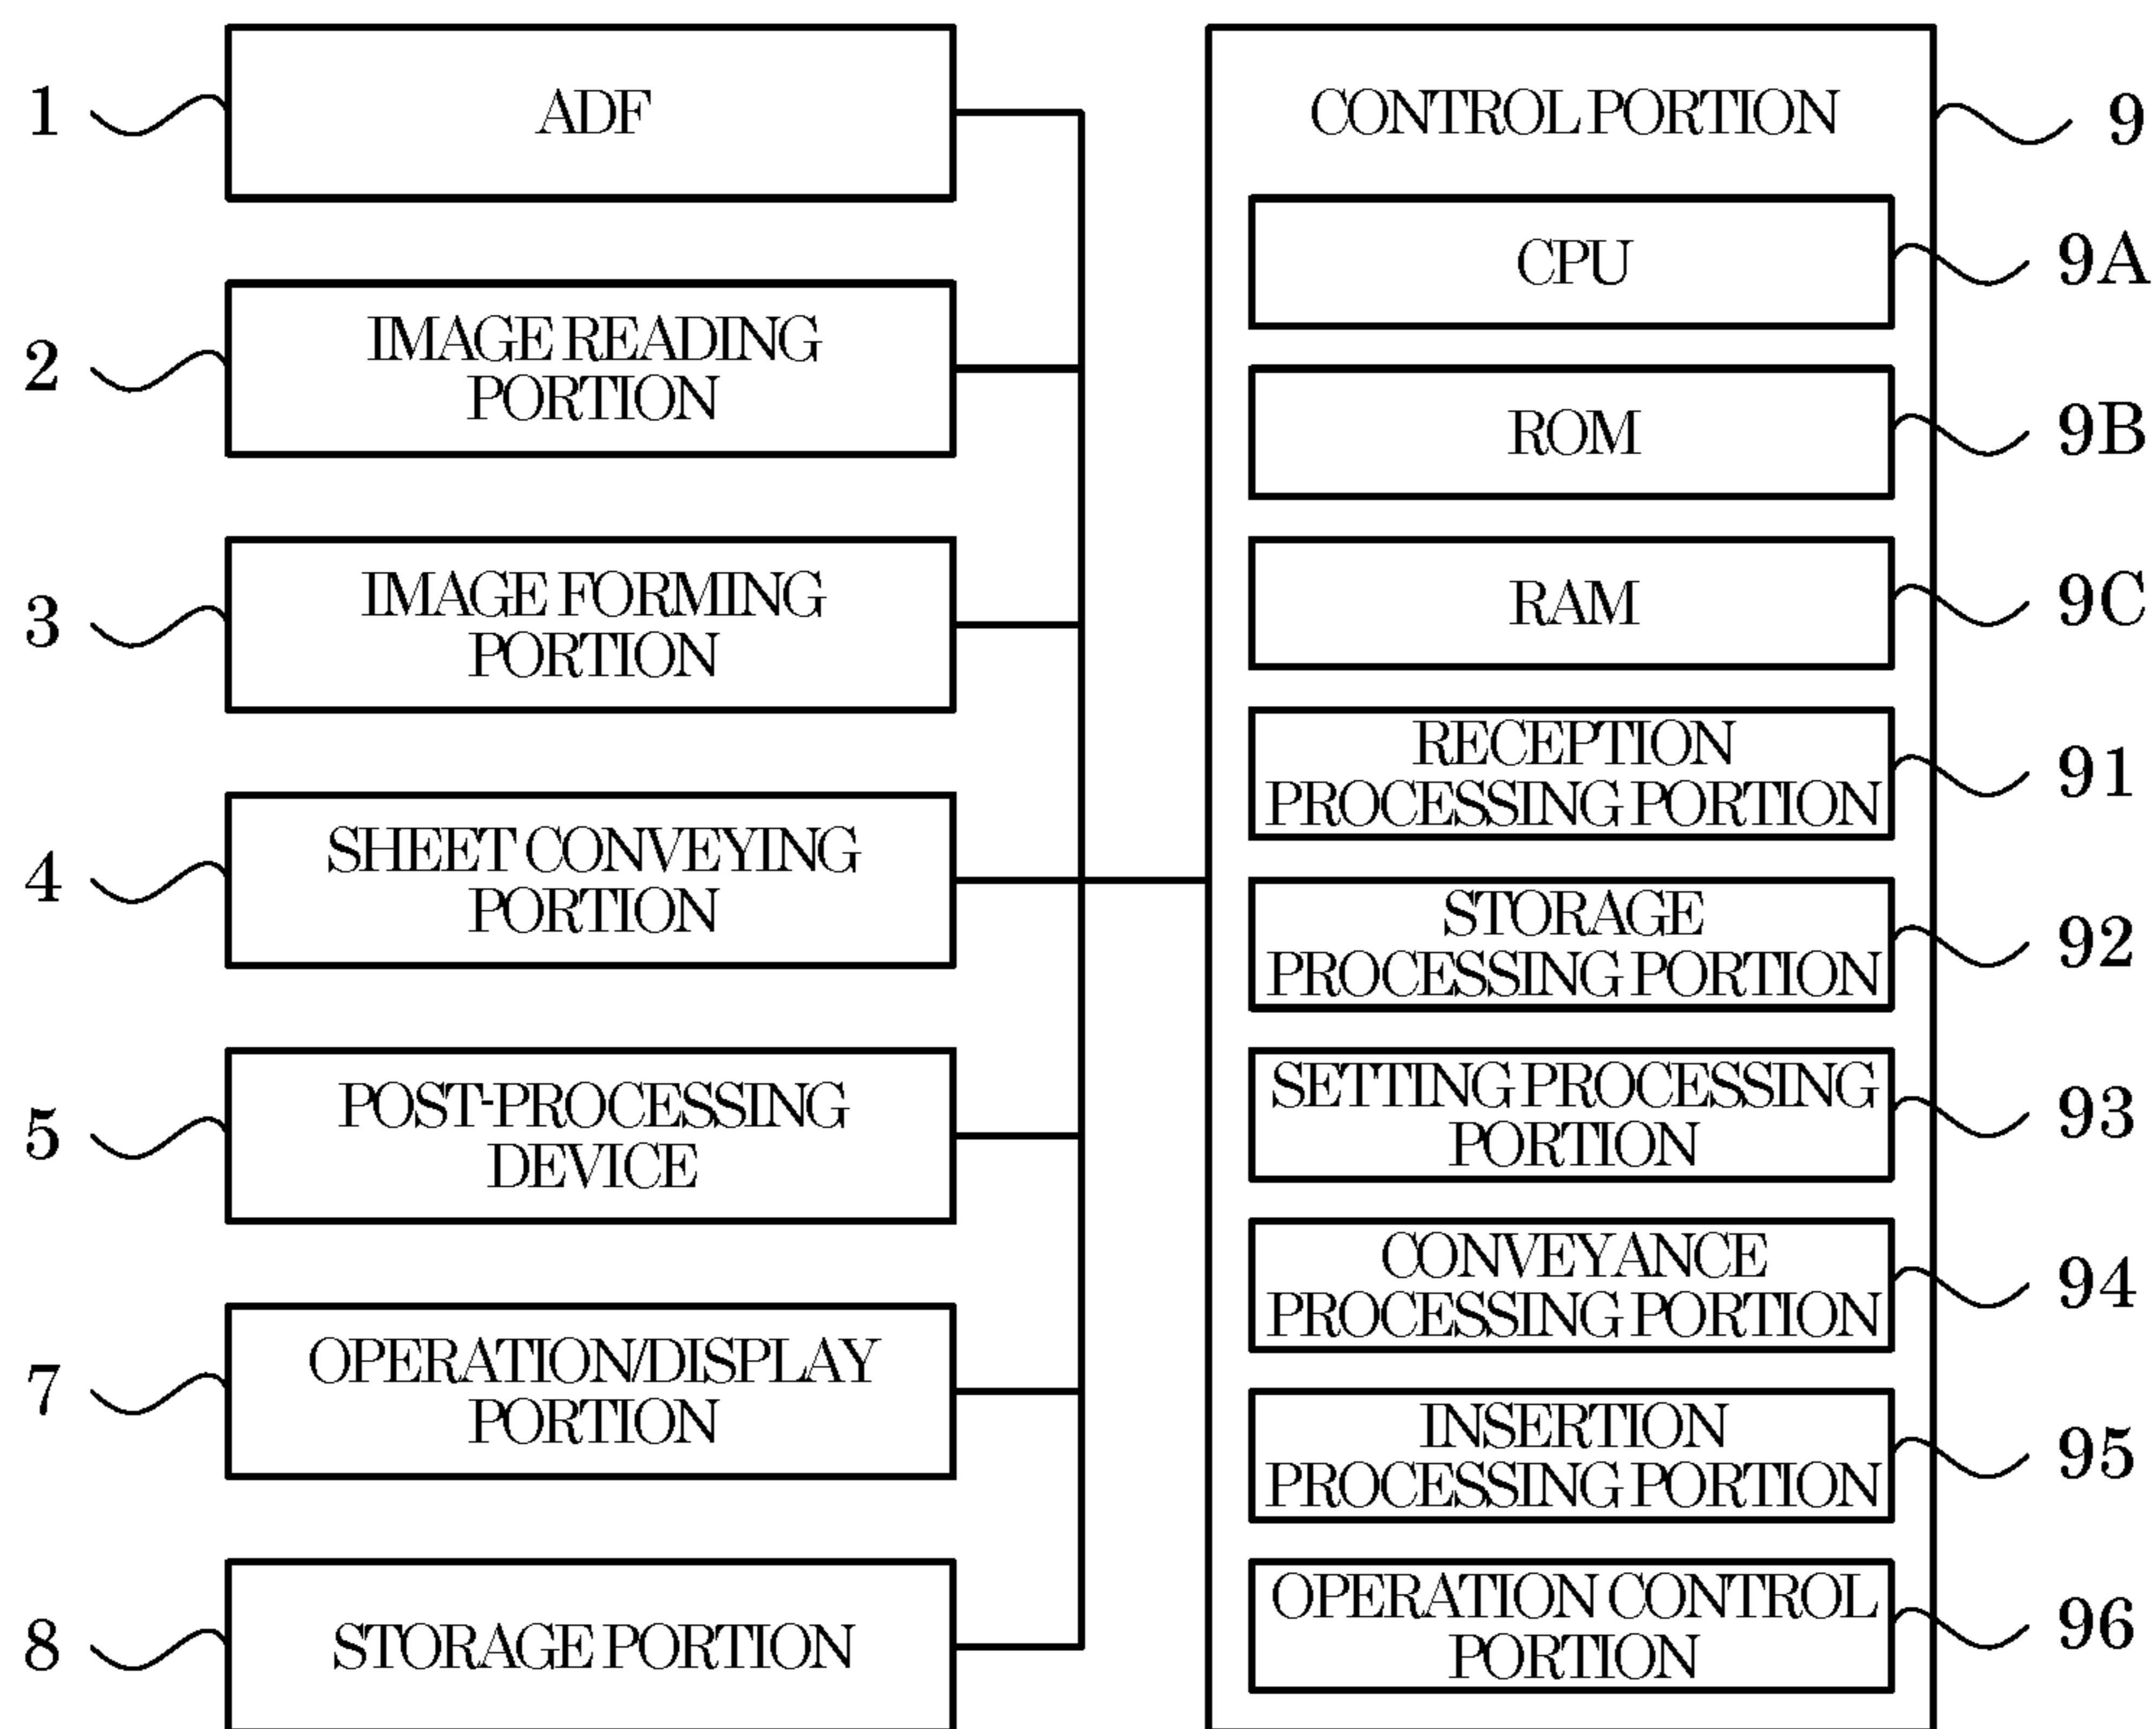 1
ADF
2
IMAGE READING
PORTION
3
IMAGE FORMING
PORTION
4
SHEET CONVEYING
PORTION
5
POST-PROCESSING
DEVICE
7
OPERATION/DISPLAY
PORTION
8
STORAGE PORTION
CONTROL PORTION
9
CPU
9A
ROM
9B
RAM
9C
RECEPTION
PROCESSING PORTION
91
STORAGE
PROCESSING PORTION
92
SETTING PROCESSING
PORTION
93
CONVEYANCE
PROCESSING PORTION
94
INSERTION
PROCESSING PORTION
95
OPERATION CONTROL
PORTION
96